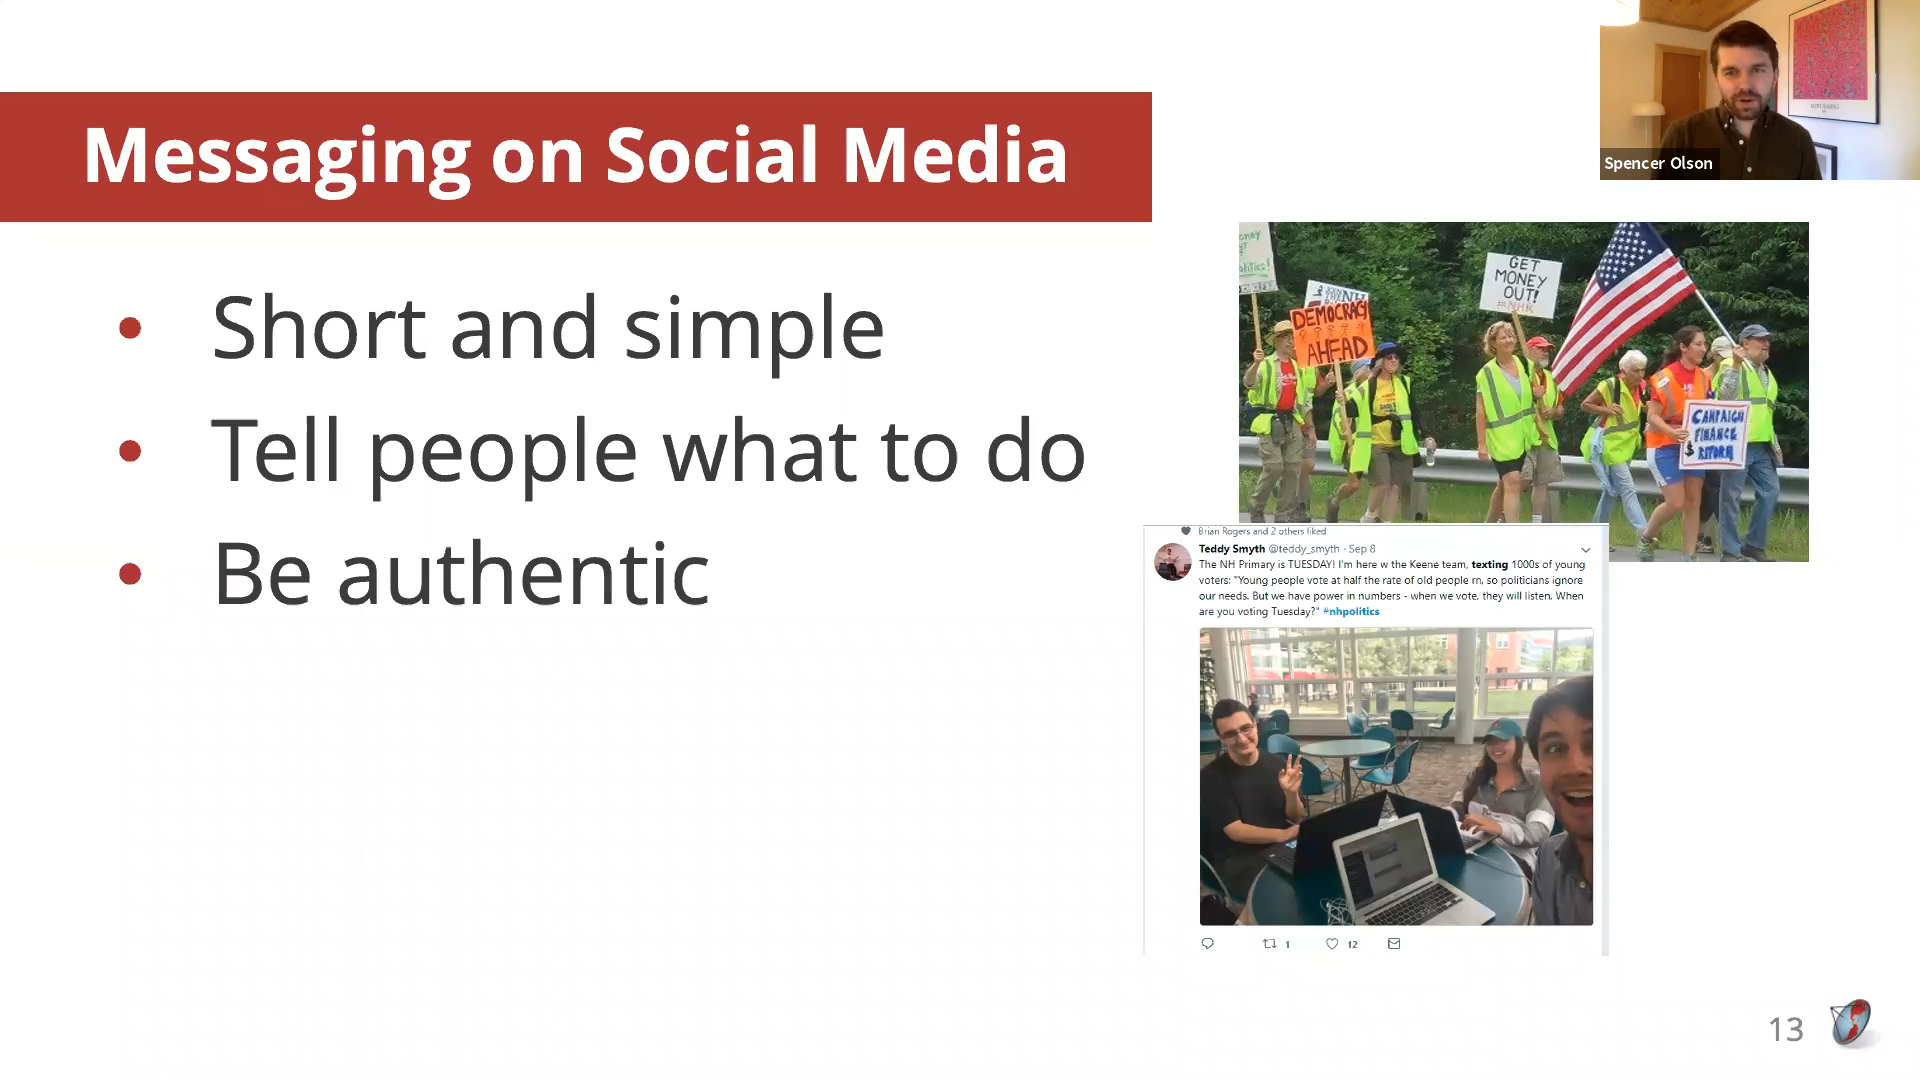 Messaging on Social Media
Spencer Olson
• Short and simple
• Tell people what to do
• Be authentic
GET
MONEY
OUT!
DEMOCRACY
AHEAD
CAMPAIGN
FINANCE
REFORM
Brian Rogers and 2 others liked
Teddy Smyth @teddy_smyth · Sep 8
The NH Primary is TUESDAY! I'm here w the Keene team, texting 1000s of young
voters: "Young people vote at half the rate of old people rn, so politicians ignore
our needs. But we have power in numbers - when we vote, they will listen. When
are you voting Tuesday?" #nhpolitics
1 12
13